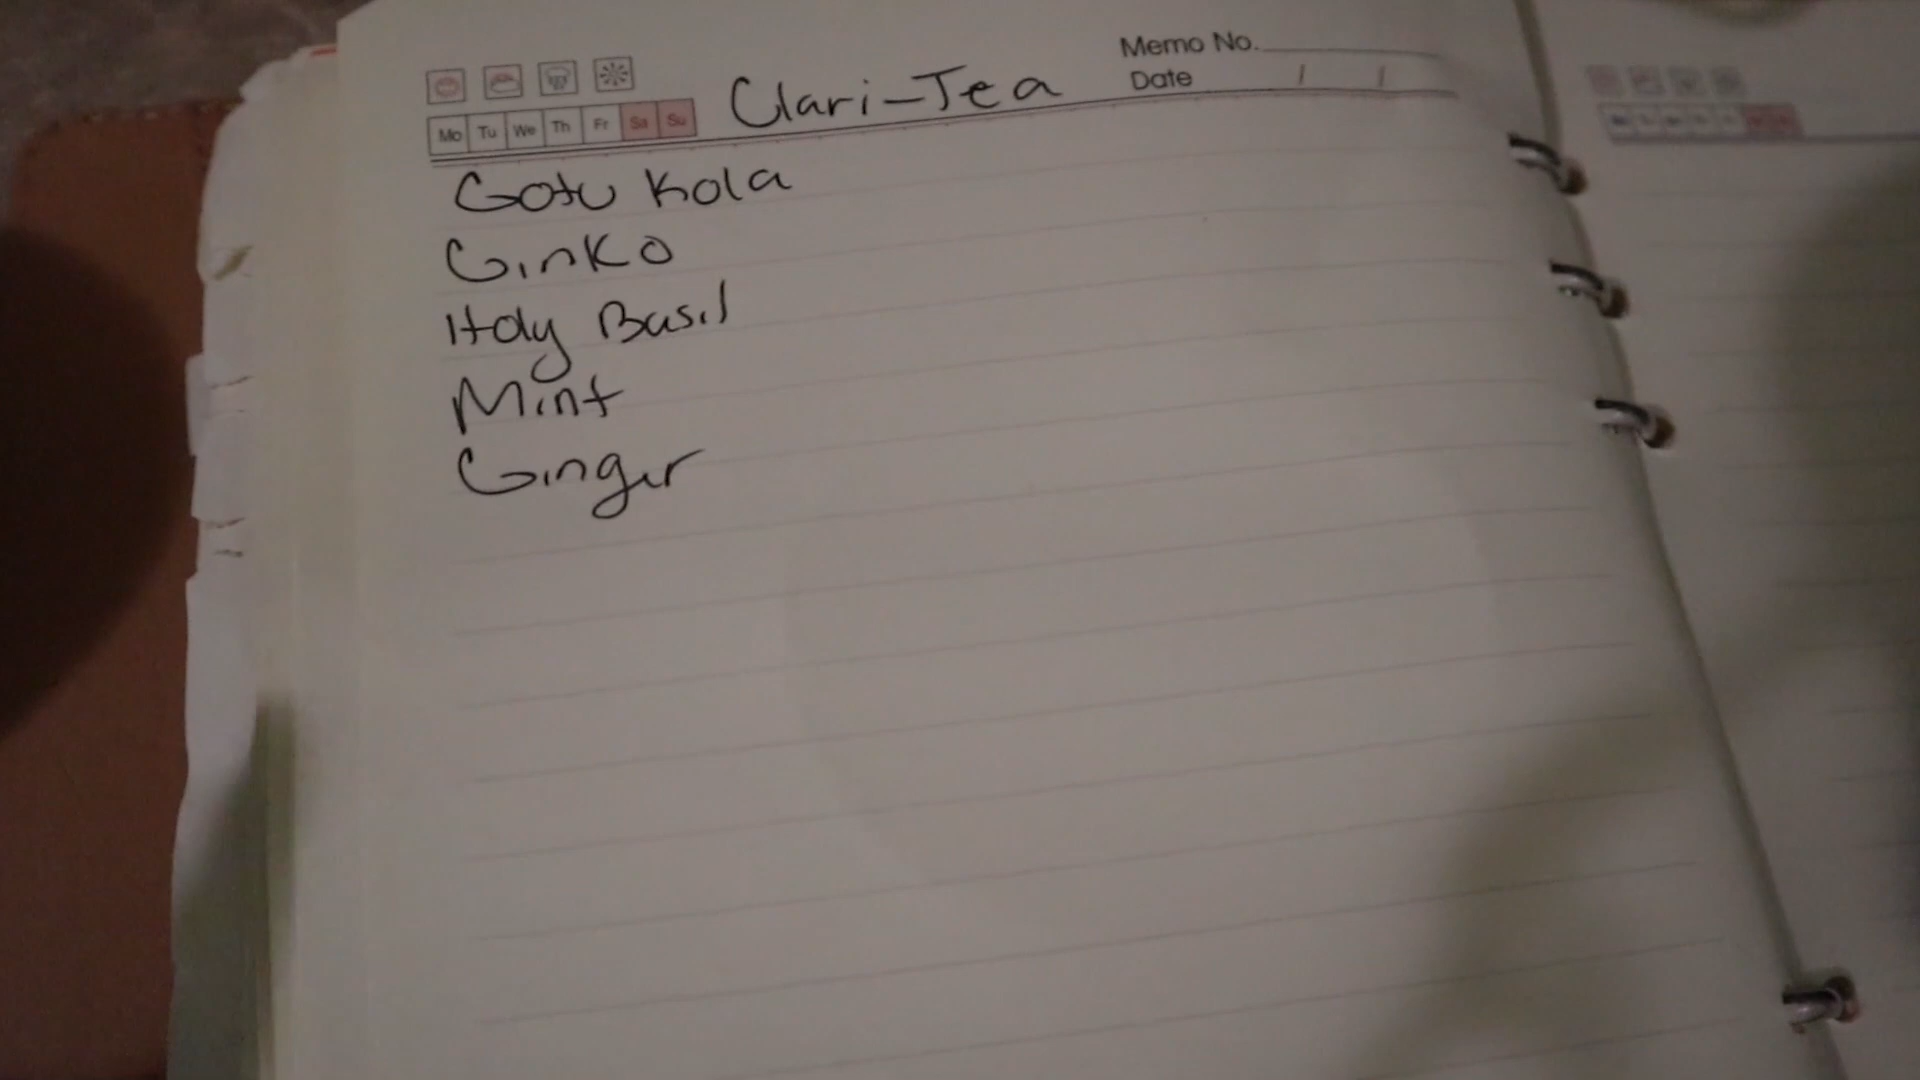 Memo No.
Clari-Tea
Date / /
Mo Tu We Th Fr Sa Su
Gotu Kola
Ginko
Holy Basil
Mint
Ginger